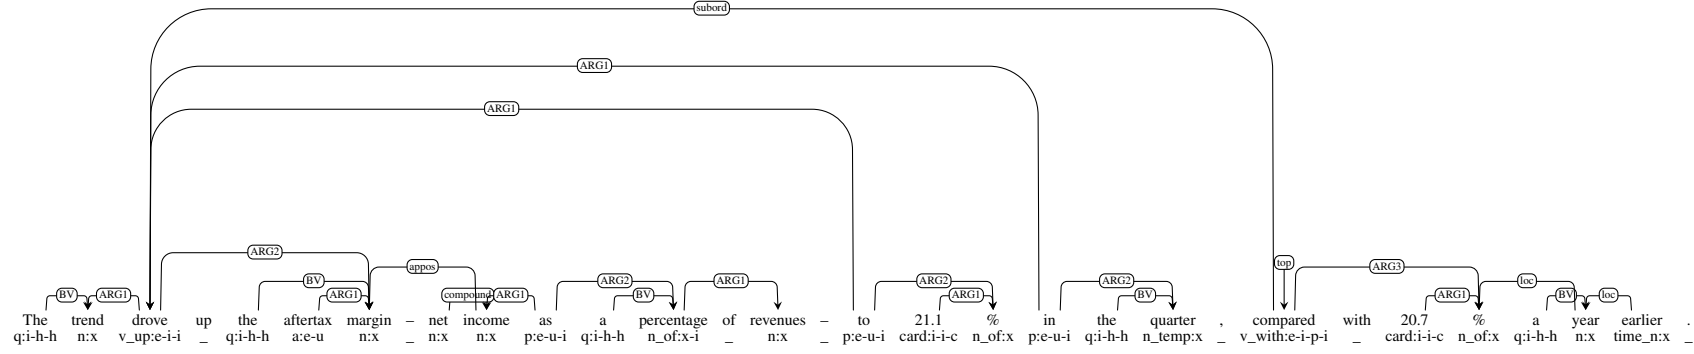 subord
ARG1
ARG1
ARG2 top
appos ARG3
BV ARG2 ARG1 ARG2 ARG2 loc
BV ARG1 ARG1 compound ARG1 BV ARG1 BV ARG1 BV loc
The trend drove up the aftertax margin – net income as a percentage of revenues – to 21.1 % in the quarter , compared with 20.7 % a year earlier .
q:i-h-h n:x v_up:e-i-i _ q:i-h-h a:e-u n:x _ n:x n:x p:e-u-i q:i-h-h n_of:x-i _ n:x _ p:e-u-i card:i-i-c n_of:x p:e-u-i q:i-h-h n_temp:x _ v_with:e-i-p-i _ card:i-i-c n_of:x q:i-h-h n:x time_n:x _